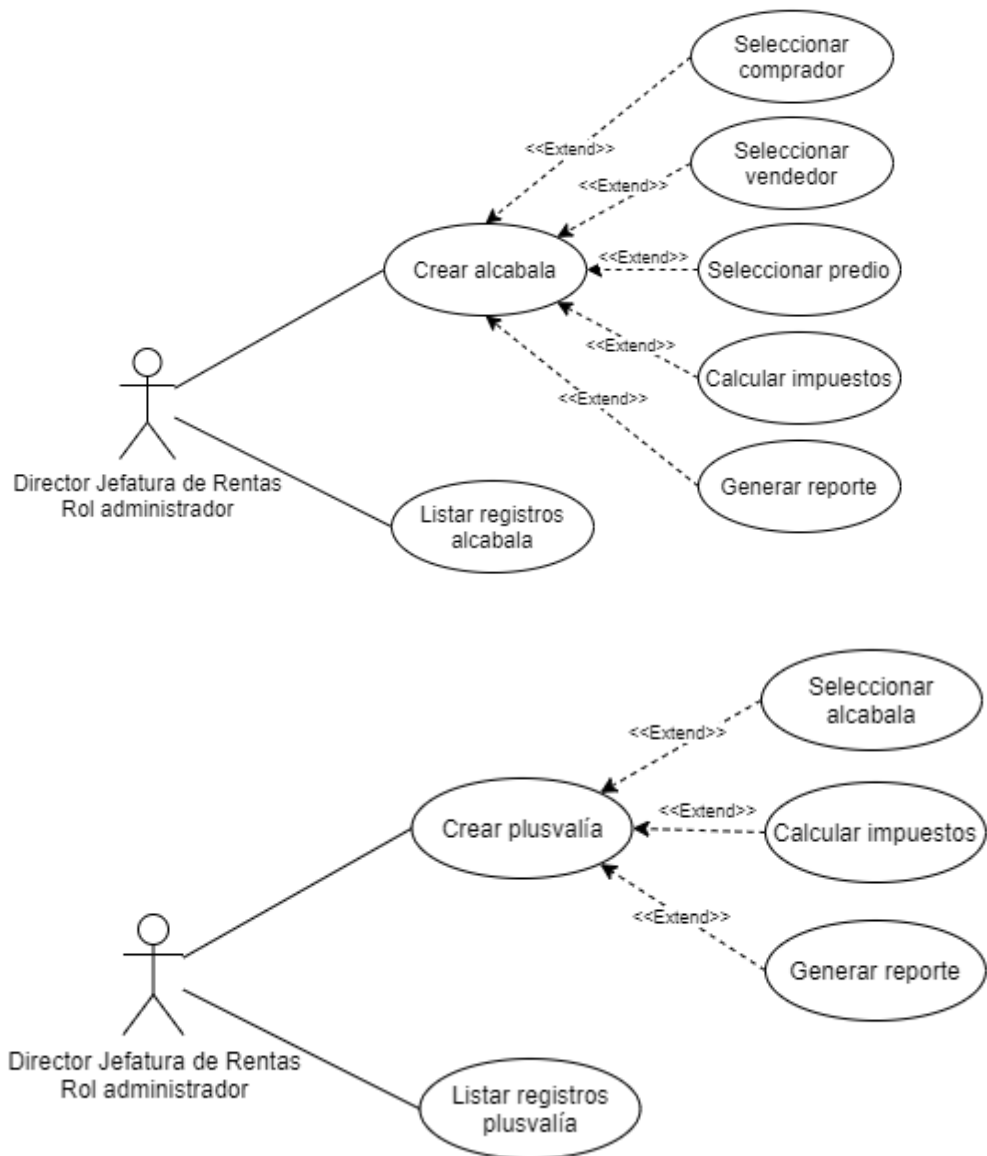 Seleccionar
comprador
<<Extend>>
Seleccionar
vendedor
<<Extend>>
Crear alcabala
<<Extend>>
Seleccionar predio
<<Extend>>
Calcular impuestos
<<Extend>>
Generar reporte
Director Jefatura de Rentas
Rol administrador
Listar registros
alcabala
Seleccionar
alcabala
<<Extend>>
Crear plusvalía
<<Extend>>
Calcular impuestos
<<Extend>>
Generar reporte
Director Jefatura de Rentas
Rol administrador
Listar registros
plusvalía